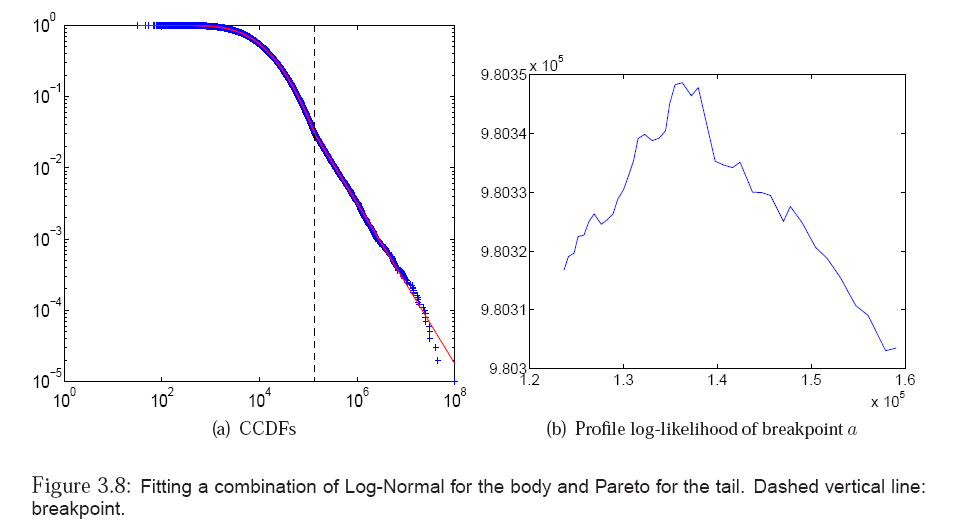 10^0
10^-1
10^-2
10^-3
10^-4
10^-5
10^0 10^2 10^4 10^6 10^8
(a) CCDFs
x 10^5
9.8035
9.8034
9.8033
9.8032
9.8031
9.803
1.2 1.3 1.4 1.5 1.6
x 10^5
(b) Profile log-likelihood of breakpoint a
Figure 3.8: Fitting a combination of Log-Normal for the body and Pareto for the tail. Dashed vertical line:
breakpoint.